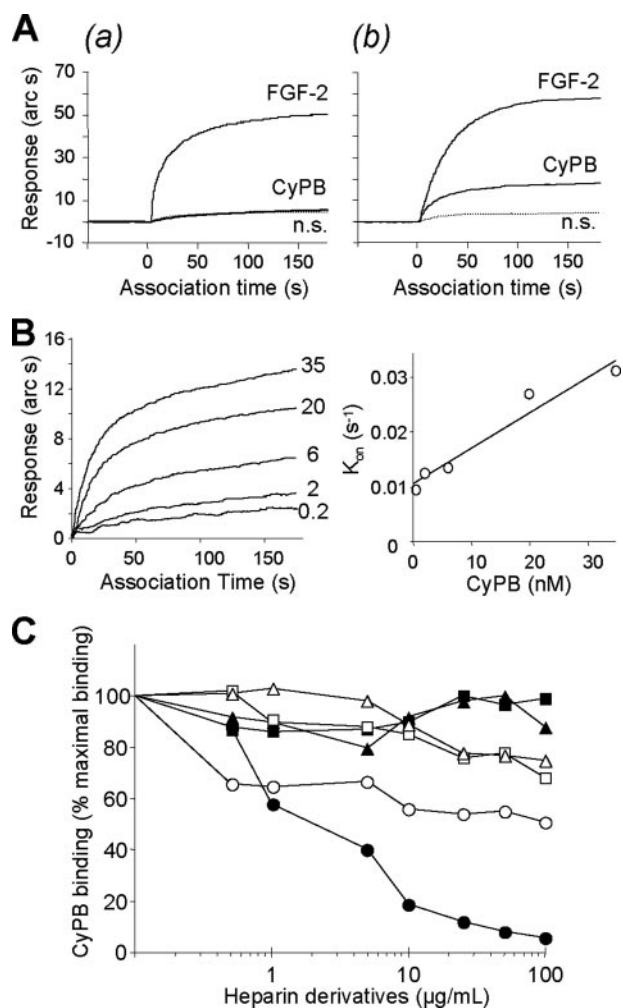 A
(a)
(b)
Response (arc s)
70
50
30
10
-10
FGF-2
CyPB
n.s.
FGF-2
CyPB
n.s.
0 50 100 150
Association time (s)
0 50 100 150
Association time (s)
B
Response (arc s)
16
12
8
4
0
35
20
6
2
0.2
0 50 100 150
Association Time (s)
Kon (s-1)
0.03
0.02
0.01
0
0 10 20 30
CyPB (nM)
C
CyPB binding (% maximal binding)
100
80
60
40
20
0
1 10 100
Heparin derivatives (µg/mL)